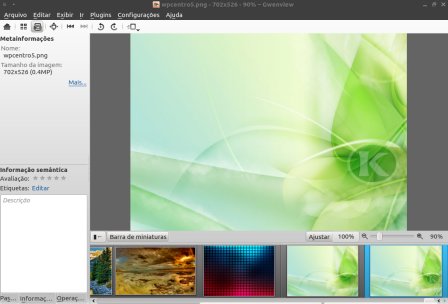 wpcentro5.png - 702x526 - 90% - Gwenview
Arquivo Editar Exibir Ir Plugins Configurações Ajuda
Metainformações
Nome:
wpcentro5.png
Tamanho da imagem:
702x526 (0.4MP)
Mais...
K
Informação semântica
Avaliação:
Etiquetas: Editar
Descrição
Barra de miniaturas
Ajustar 100% 90%
Pas... Informaç... Operaç...